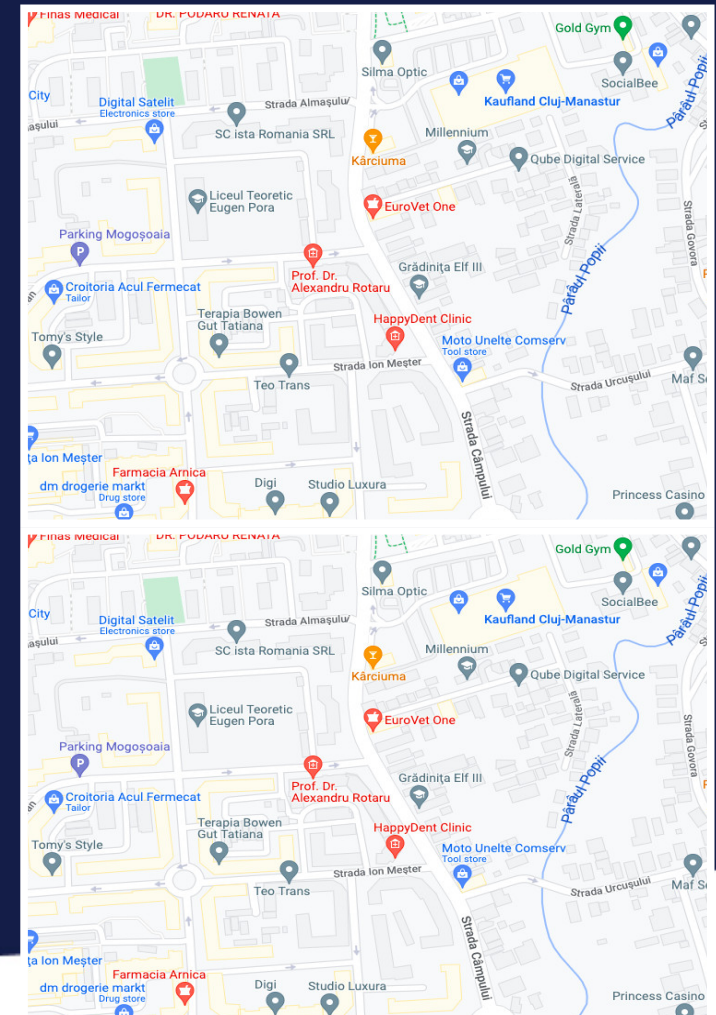 Finas Medical
DR. PODARU RENATA
Gold Gym
Silma Optic
SocialBee
Pârâul Popii
City
Digital Satelit
Electronics store
Strada Almașului
Kaufland Cluj-Manastur
așului
SC ista Romania SRL
Millennium
Kârciuma
Qube Digital Service
Liceul Teoretic
Eugen Pora
EuroVet One
Strada Laterală
Strada Govora
Parking Mogoșoaia
P
Prof. Dr.
Alexandru Rotaru
Grădinița Elf III
Pârâul Popii
an
Croitoria Acul Fermecat
Tailor
Terapia Bowen
Gut Tatiana
HappyDent Clinic
Tomy's Style
Moto Unelte Comserv
Tool store
Strada Ion Meșter
Teo Trans
Strada Urcușului
Maf Se
Strada Câmpului
ța Ion Meșter
Farmacia Arnica
dm drogerie markt
Drug store
Digi
Studio Luxura
Princess Casino
Finas Medical
DR. PODARU RENATA
Gold Gym
Silma Optic
SocialBee
Pârâul Popii
City
Digital Satelit
Electronics store
Strada Almașului
Kaufland Cluj-Manastur
așului
SC ista Romania SRL
Millennium
Kârciuma
Qube Digital Service
Liceul Teoretic
Eugen Pora
EuroVet One
Strada Laterală
Strada Govora
Parking Mogoșoaia
P
Prof. Dr.
Alexandru Rotaru
Grădinița Elf III
Pârâul Popii
an
Croitoria Acul Fermecat
Tailor
Terapia Bowen
Gut Tatiana
HappyDent Clinic
Tomy's Style
Moto Unelte Comserv
Tool store
Strada Ion Meșter
Teo Trans
Strada Urcușului
Maf Se
Strada Câmpului
ța Ion Meșter
Farmacia Arnica
dm drogerie markt
Drug store
Digi
Studio Luxura
Princess Casino